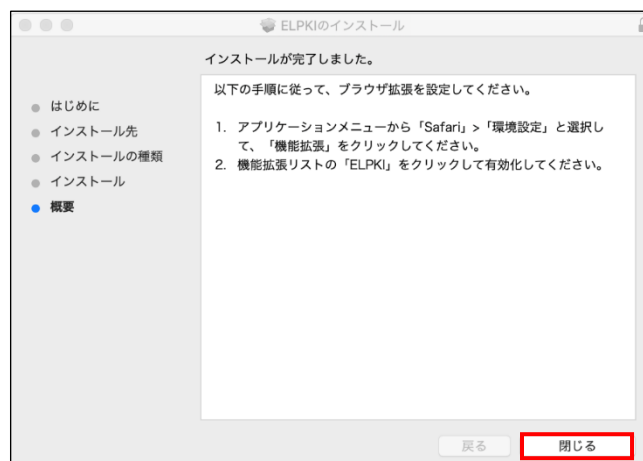 ELPKIのインストール
インストールが完了しました。
はじめに
インストール先
インストールの種類
インストール
概要
以下の手順に従って、ブラウザ拡張を設定してください。
1. アプリケーションメニューから「Safari」>「環境設定」と選択し
て、「機能拡張」をクリックしてください。
2. 機能拡張リストの「ELPKI」をクリックして有効化してください。
戻る
閉じる